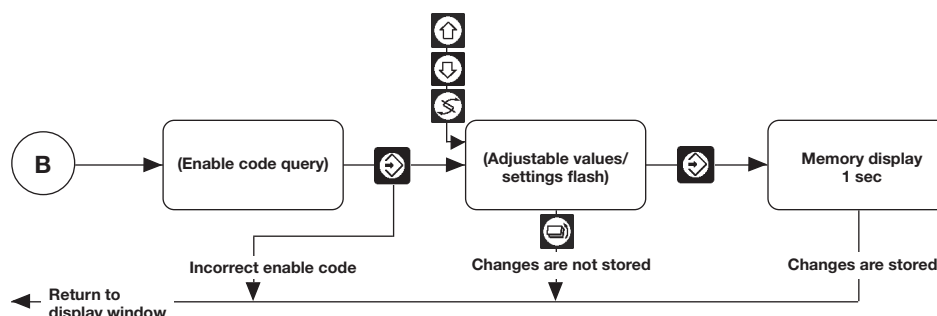 B
(Enable code query)
(Adjustable values/
settings flash)
Memory display
1 sec
Incorrect enable code
Changes are not stored
Changes are stored
Return to
display window